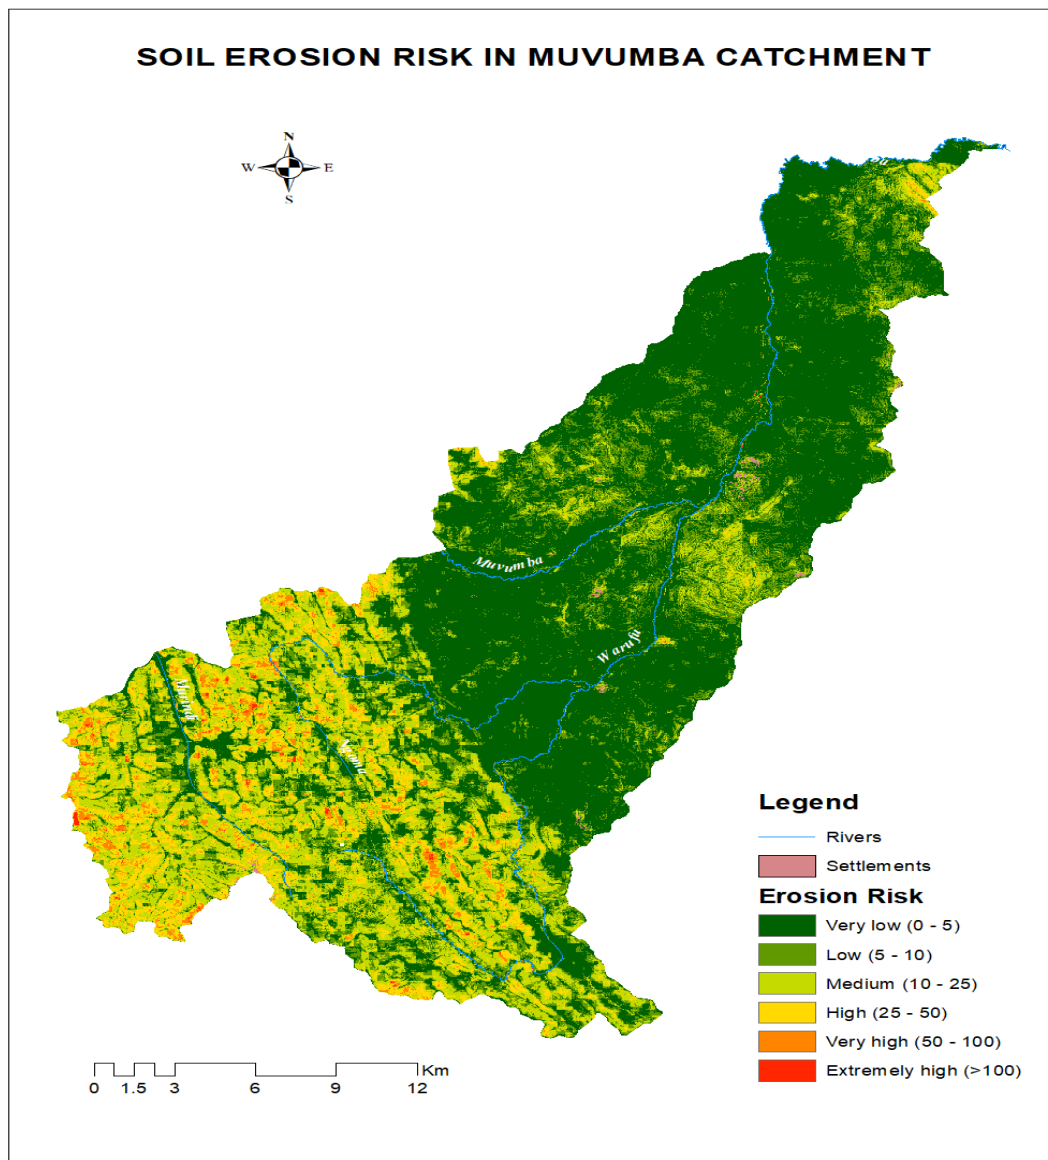 SOIL EROSION RISK IN MUVUMBA CATCHMENT
N
W E
S
Muvumba
Warufu
Legend
Rivers
Settlements
Erosion Risk
Very low (0 - 5)
Low (5 - 10)
Medium (10 - 25)
High (25 - 50)
Very high (50 - 100)
Extremely high (>100)
Km
0 1.5 3 6 9 12